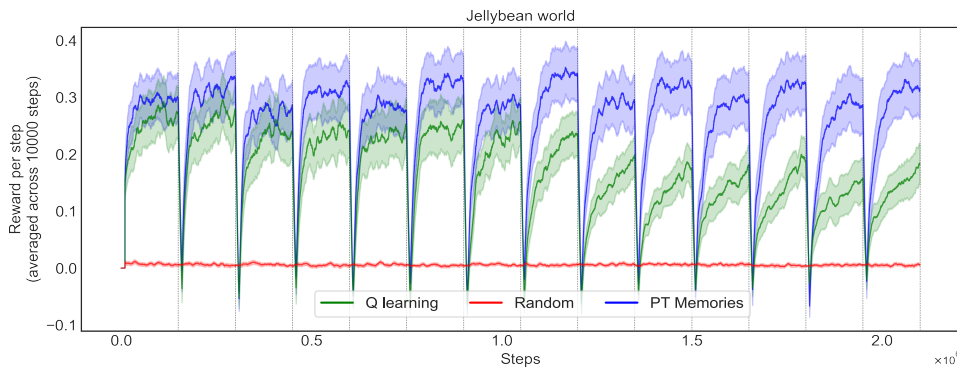 Jellybean world
Reward per step
(averaged across 10000 steps)
0.4
0.3
0.2
0.1
0.0
−0.1
Q learning Random PT Memories
0.0 0.5 1.0 1.5 2.0
Steps